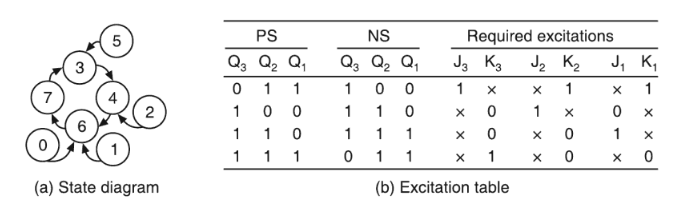 5
3
7
4
2
6
0
1
(a) State diagram
PS NS Required excitations
Q₃ Q₂ Q₁ Q₃ Q₂ Q₁ J₃ K₃ J₂ K₂ J₁ K₁
0 1 1 1 0 0 1 × × 1 × 1
1 0 0 1 1 0 × 0 1 × 0 ×
1 1 0 1 1 1 × 0 × 0 1 ×
1 1 1 0 1 1 × 1 × 0 × 0
(b) Excitation table